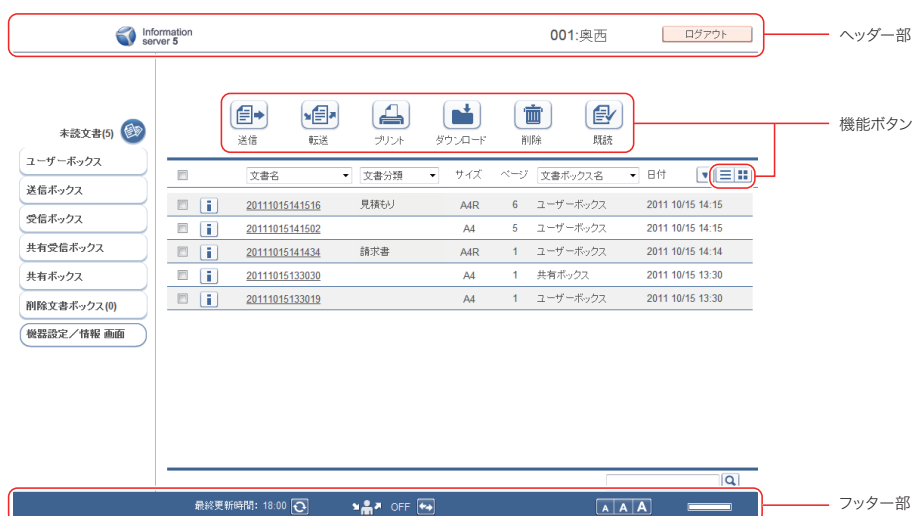 Information
server 5
001:奥西
ログアウト
ヘッダー部
送信
転送
プリント
ダウンロード
削除
既読
機能ボタン
未読文書(5)
ユーザーボックス
送信ボックス
受信ボックス
共有受信ボックス
共有ボックス
削除文書ボックス(0)
機器設定／情報 画面
文書名 文書分類 サイズ ページ 文書ボックス名 日付
20111015141516 見積もり A4R 6 ユーザーボックス 2011 10/15 14:15
20111015141502 A4 5 ユーザーボックス 2011 10/15 14:15
20111015141434 請求書 A4R 1 ユーザーボックス 2011 10/15 14:14
20111015133030 A4 1 共有ボックス 2011 10/15 13:30
20111015133019 A4 1 ユーザーボックス 2011 10/15 13:30
最終更新時間: 18:00 OFF A A A
フッター部